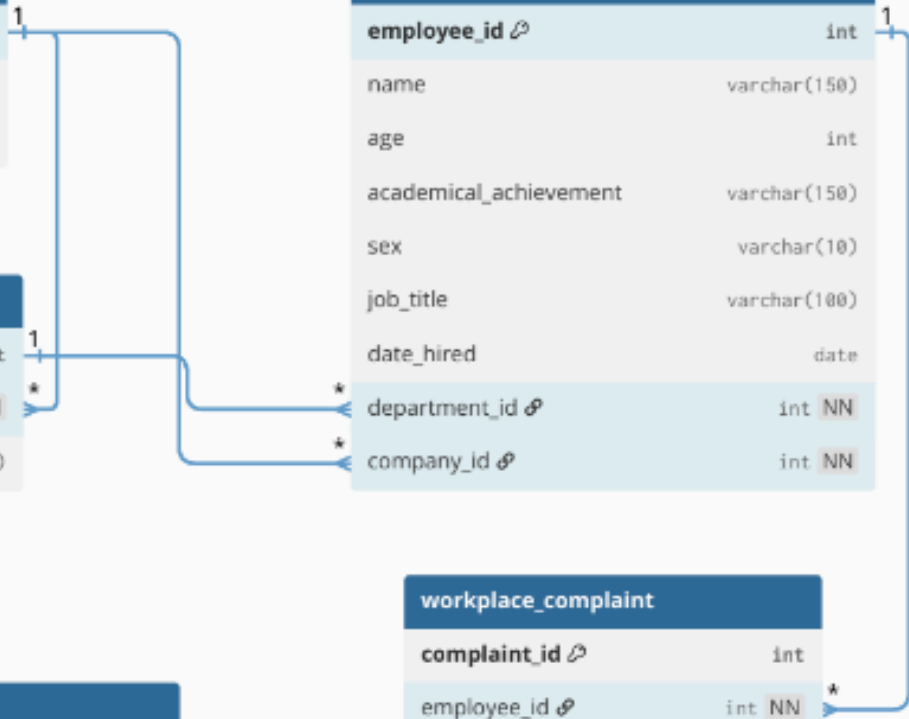 1
employee_id int
1
name varchar(150)
age int
academical_achievement varchar(150)
sex varchar(10)
job_title varchar(100)
1
date_hired date
*
*
department_id int NN
*
company_id int NN
workplace_complaint
complaint_id int
*
employee_id int NN